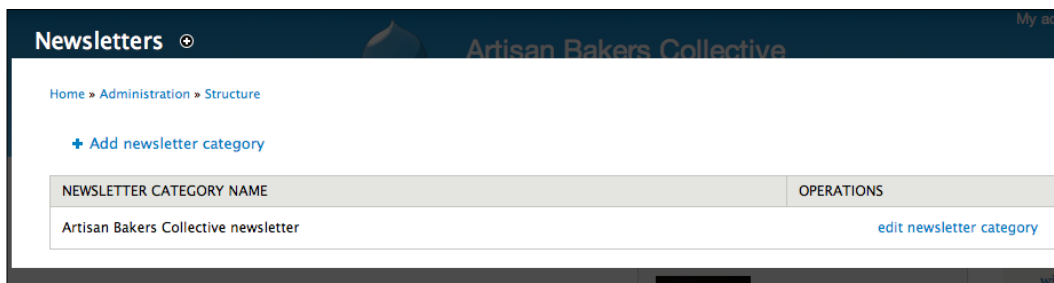 My
Newsletters
Artisan Bakers Collective
Home » Administration » Structure
+ Add newsletter category
NEWSLETTER CATEGORY NAME OPERATIONS
Artisan Bakers Collective newsletter edit newsletter category